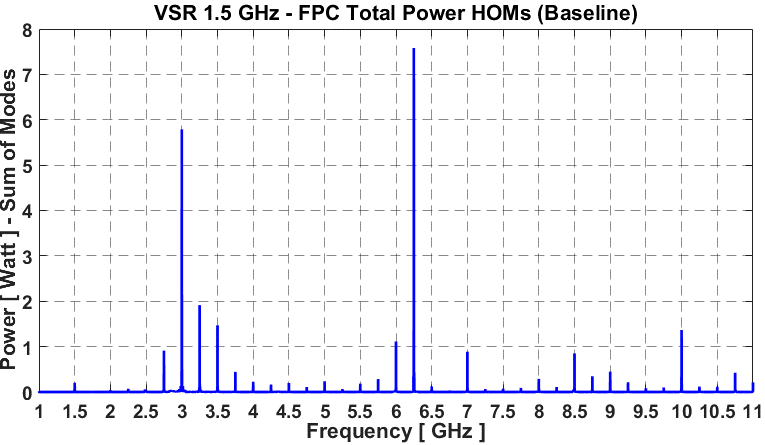 VSR 1.5 GHz - FPC Total Power HOMs (Baseline)
Power [ Watt ] - Sum of Modes
8
7
6
5
4
3
2
1
0
1 1.5 2 2.5 3 3.5 4 4.5 5 5.5 6 6.5 7 7.5 8 8.5 9 9.5 10 10.5 11
Frequency [ GHz ]